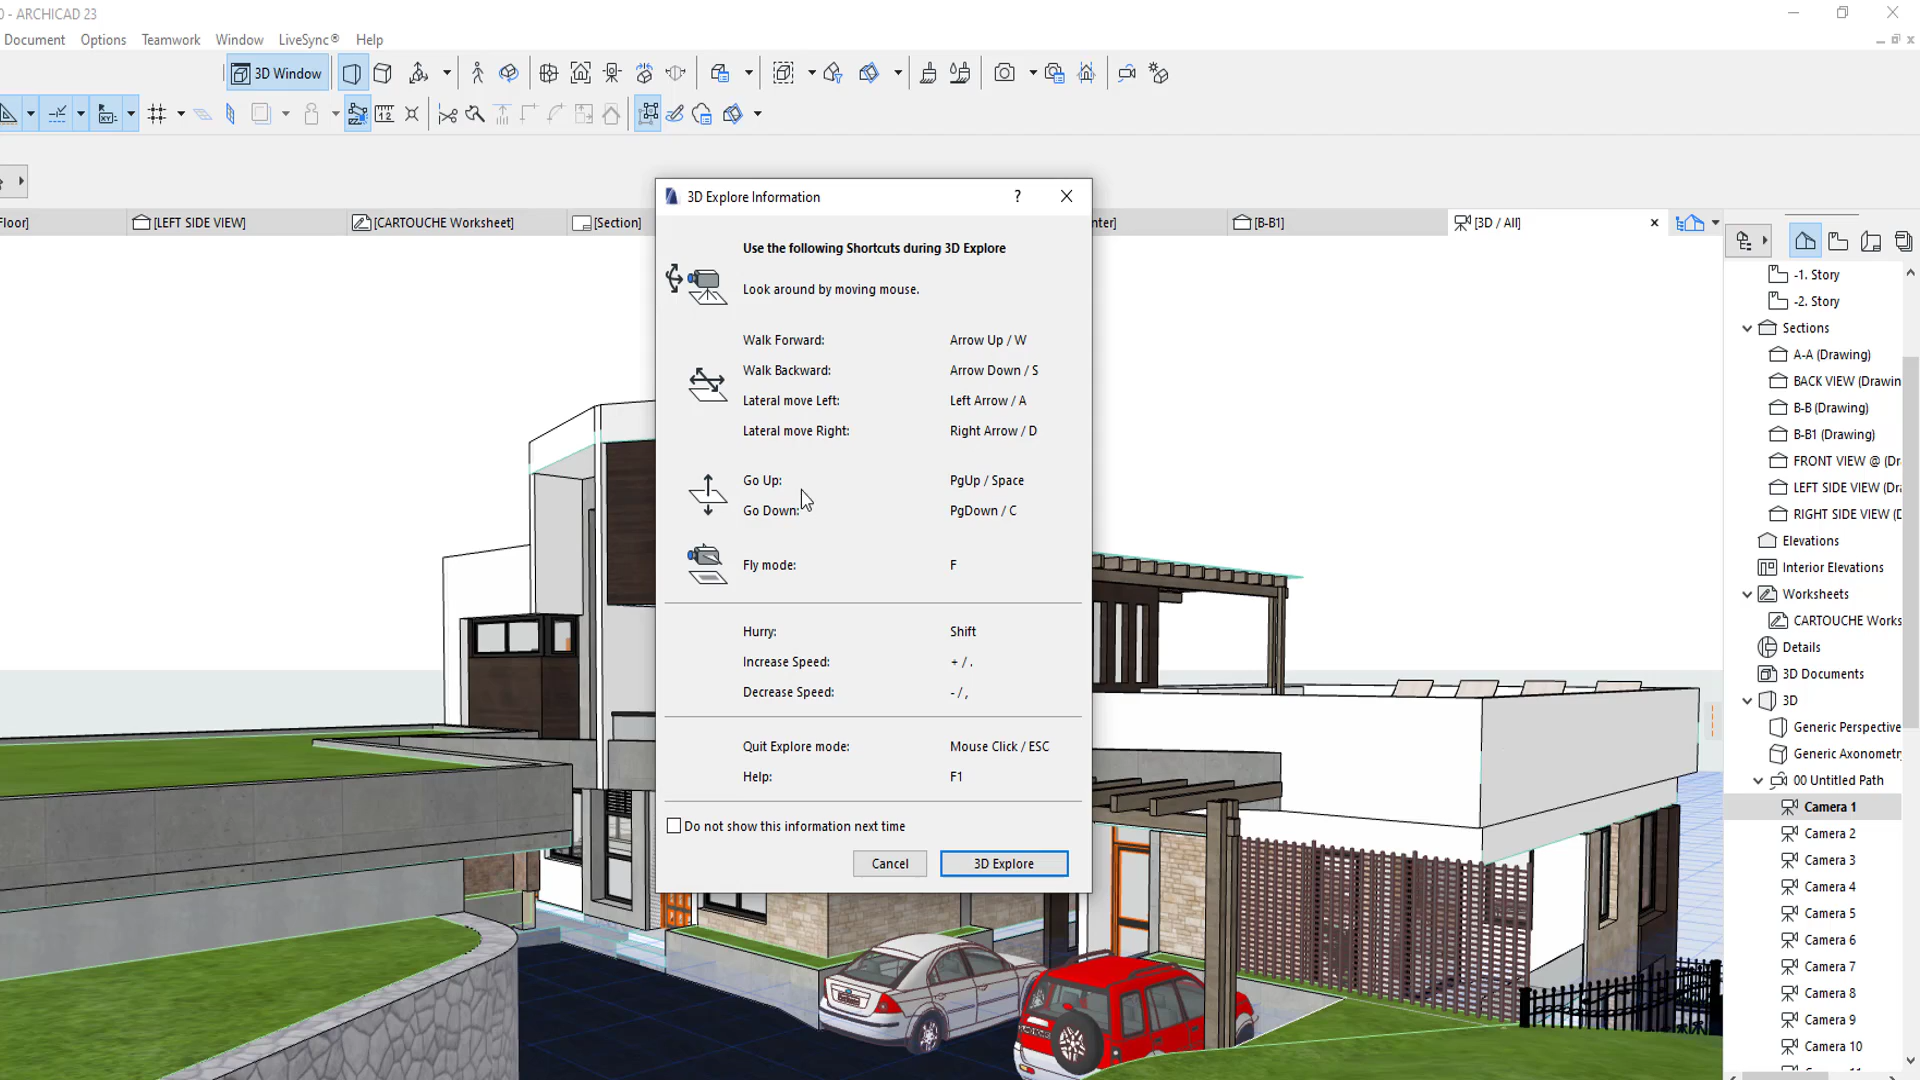 0 - ARCHICAD 23
Document Options Teamwork Window LiveSync® Help
3D Window
3D Explore Information
?
Floor] [LEFT SIDE VIEW] [CARTOUCHE Worksheet] [Section] nter] [B-B1] [3D / All]
Use the following Shortcuts during 3D Explore
Look around by moving mouse.
Walk Forward: Arrow Up / W
Walk Backward: Arrow Down / S
Lateral move Left: Left Arrow / A
Lateral move Right: Right Arrow / D
Go Up: PgUp / Space
Go Down: PgDown / C
Fly mode: F
Hurry: Shift
Increase Speed: + / .
Decrease Speed: - / ,
Quit Explore mode: Mouse Click / ESC
Help: F1
Do not show this information next time
Cancel 3D Explore
-1. Story
-2. Story
Sections
A-A (Drawing)
BACK VIEW (Drawin
B-B (Drawing)
B-B1 (Drawing)
FRONT VIEW @ (Dr
LEFT SIDE VIEW (Dra
RIGHT SIDE VIEW (D
Elevations
Interior Elevations
Worksheets
CARTOUCHE Works
Details
3D Documents
3D
Generic Perspective
Generic Axonometry
00 Untitled Path
Camera 1
Camera 2
Camera 3
Camera 4
Camera 5
Camera 6
Camera 7
Camera 8
Camera 9
Camera 10